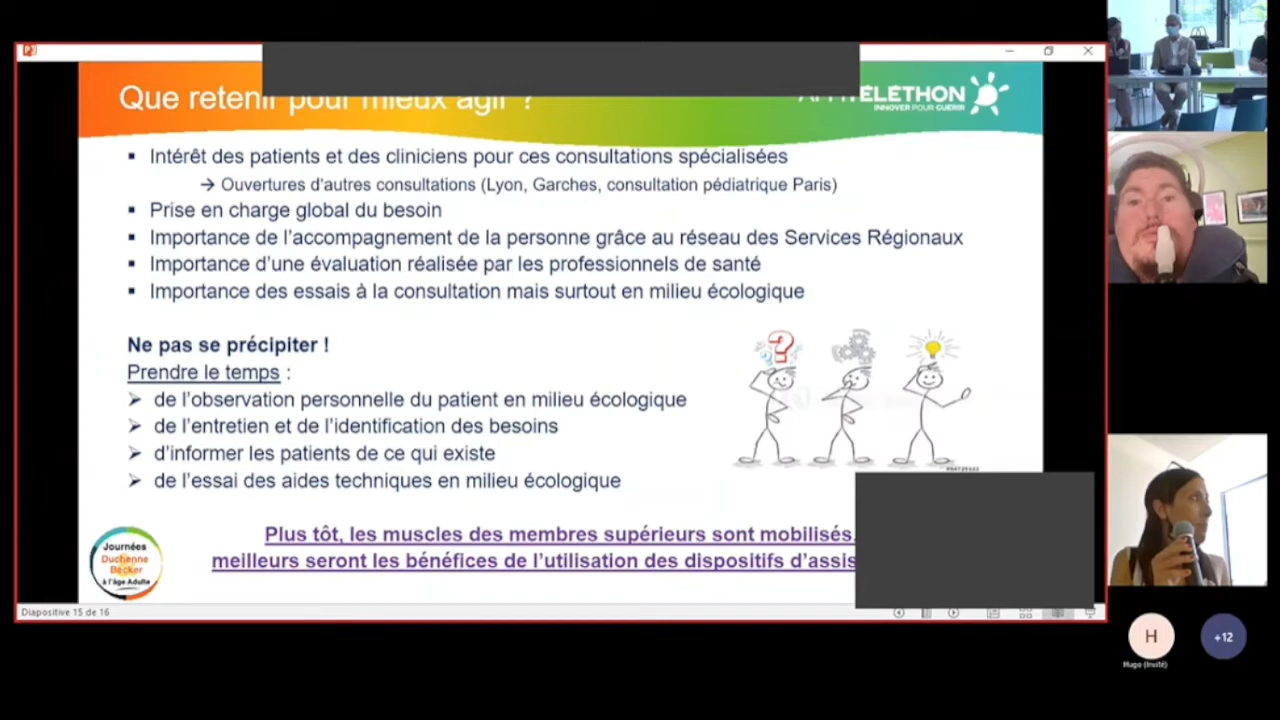 Que retenir pour mieux agir ?
TÉLÉTHON
INNOVER POUR GUÉRIR
▪ Intérêt des patients et des cliniciens pour ces consultations spécialisées
→ Ouvertures d'autres consultations (Lyon, Garches, consultation pédiatrique Paris)
▪ Prise en charge global du besoin
▪ Importance de l'accompagnement de la personne grâce au réseau des Services Régionaux
▪ Importance d'une évaluation réalisée par les professionnels de santé
▪ Importance des essais à la consultation mais surtout en milieu écologique
Ne pas se précipiter !
Prendre le temps :
➢ de l'observation personnelle du patient en milieu écologique
➢ de l'entretien et de l'identification des besoins
➢ d'informer les patients de ce qui existe
➢ de l'essai des aides techniques en milieu écologique
Plus tôt, les muscles des membres supérieurs sont mobilisés,
meilleurs seront les bénéfices de l'utilisation des dispositifs d'assis
Journées
Duchenne
Becker
à l'âge Adulte
Diapositive 15 de 16
H
+12
Hugo (Invité)